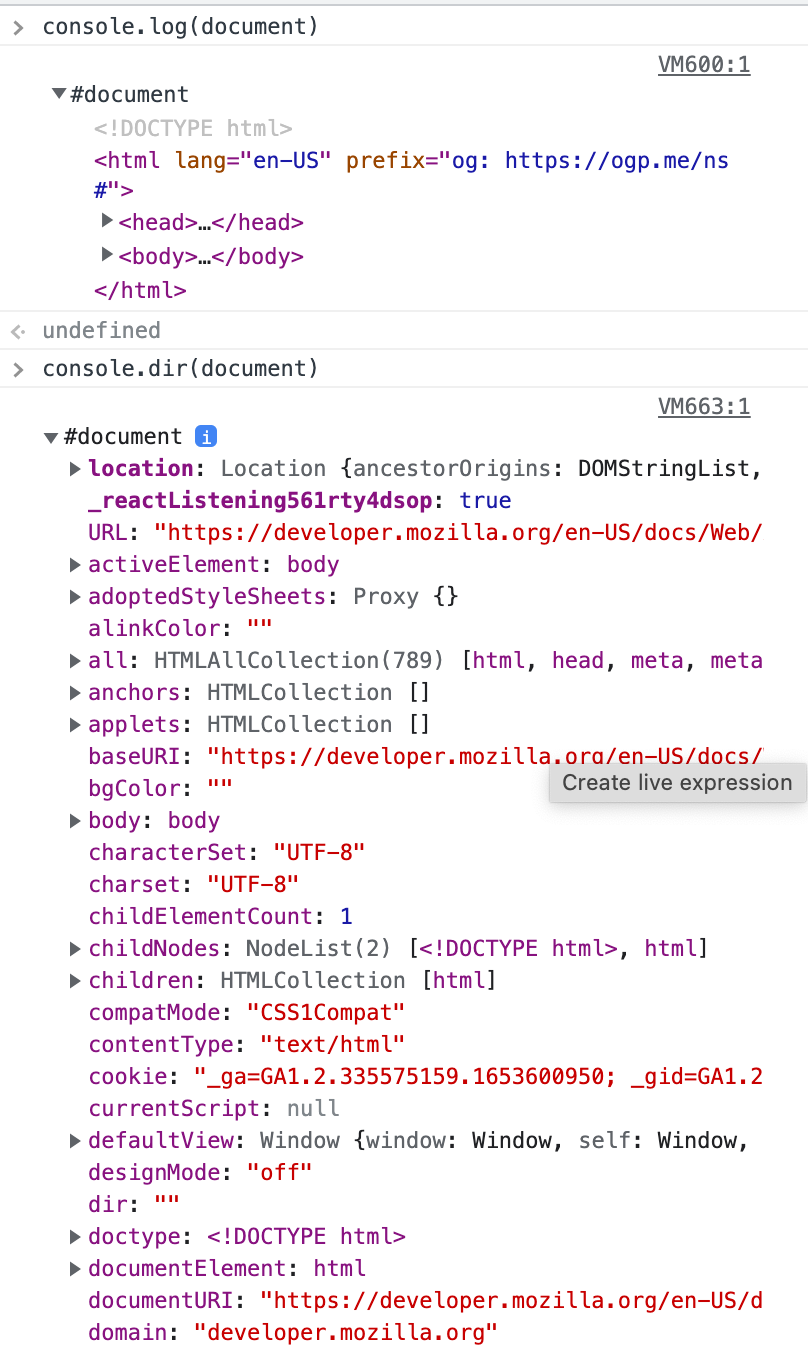 console.log(document)
VM600:1
#document
<!DOCTYPE html>
<html lang="en-US" prefix="og: https://ogp.me/ns
#">
<head>…</head>
<body>…</body>
</html>
undefined
console.dir(document)
VM663:1
#document i
location: Location {ancestorOrigins: DOMStringList,
_reactListening561rty4dsop: true
URL: "https://developer.mozilla.org/en-US/docs/Web/
activeElement: body
adoptedStyleSheets: Proxy {}
alinkColor: ""
all: HTMLAllCollection(789) [html, head, meta, meta
anchors: HTMLCollection []
applets: HTMLCollection []
baseURI: "https://developer.mozilla.org/en-US/docs/
bgColor: ""
Create live expression
body: body
characterSet: "UTF-8"
charset: "UTF-8"
childElementCount: 1
childNodes: NodeList(2) [<!DOCTYPE html>, html]
children: HTMLCollection [html]
compatMode: "CSS1Compat"
contentType: "text/html"
cookie: "_ga=GA1.2.335575159.1653600950; _gid=GA1.2
currentScript: null
defaultView: Window {window: Window, self: Window,
designMode: "off"
dir: ""
doctype: <!DOCTYPE html>
documentElement: html
documentURI: "https://developer.mozilla.org/en-US/d
domain: "developer.mozilla.org"